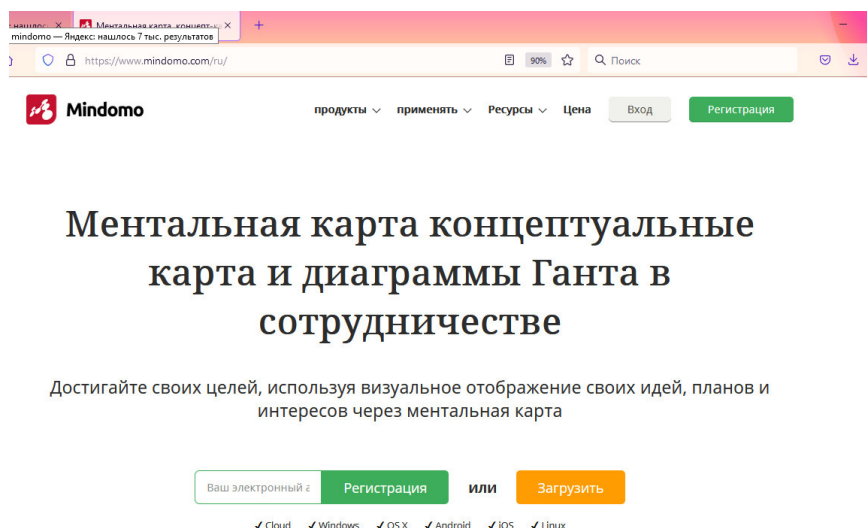 Ментальная карта, концепт-к
mindomo — Яндекс: нашлось 7 тыс. результатов
https://www.mindomo.com/ru/
90%
Поиск
Mindomo
продукты
применять
Ресурсы
Цена
Вход
Регистрация
Ментальная карта концептуальные
карта и диаграммы Ганта в
сотрудничестве
Достигайте своих целей, используя визуальное отображение своих идей, планов и
интересов через ментальная карта
Ваш электронный а
Регистрация
или
Загрузить
✓ Cloud ✓ Windows ✓ OS X ✓ Android ✓ iOS ✓ Linux